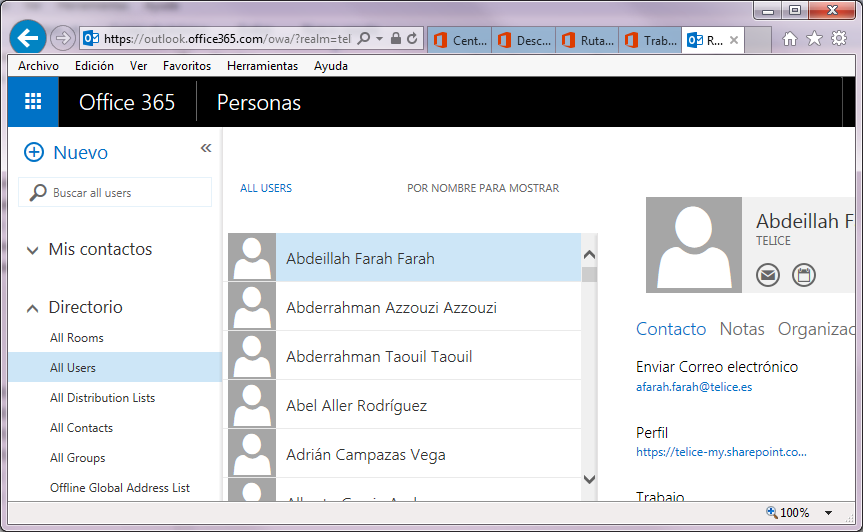 https://outlook.office365.com/owa/?realm=tel
Cent...
Desc...
Ruta...
Trab...
R...
Archivo Edición Ver Favoritos Herramientas Ayuda
Office 365 Personas
Nuevo
Buscar all users
Mis contactos
Directorio
All Rooms
All Users
All Distribution Lists
All Contacts
All Groups
Offline Global Address List
ALL USERS POR NOMBRE PARA MOSTRAR
Abdeillah Farah Farah
Abderrahman Azzouzi Azzouzi
Abderrahman Taouil Taouil
Abel Aller Rodríguez
Adrián Campazas Vega
Abdeillah F
TELICE
Contacto Notas Organizac
Enviar Correo electrónico
afarah.farah@telice.es
Perfil
https://telice-my.sharepoint.co...
Trabajo
100%